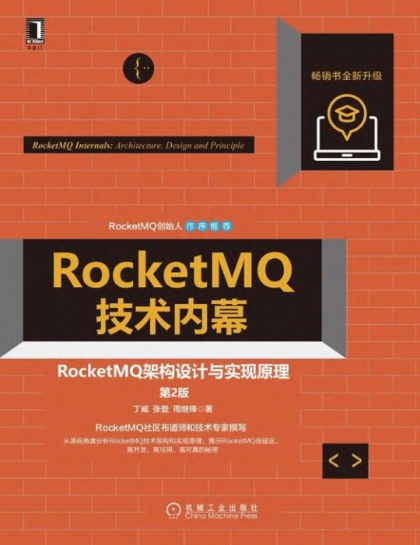 畅销书全新升级
RocketMQ Internals: Architecture, Design and Principle
RocketMQ创始人 作序推荐
RocketMQ
技术内幕
RocketMQ架构设计与实现原理
第2版
丁威 张登 周继锋 ◎著
RocketMQ社区布道师和技术专家撰写
从源码角度分析RocketMQ技术架构和实现原理，揭示RocketMQ低延迟、
高并发、高可用、高可靠的秘密
机械工业出版社
China Machine Press